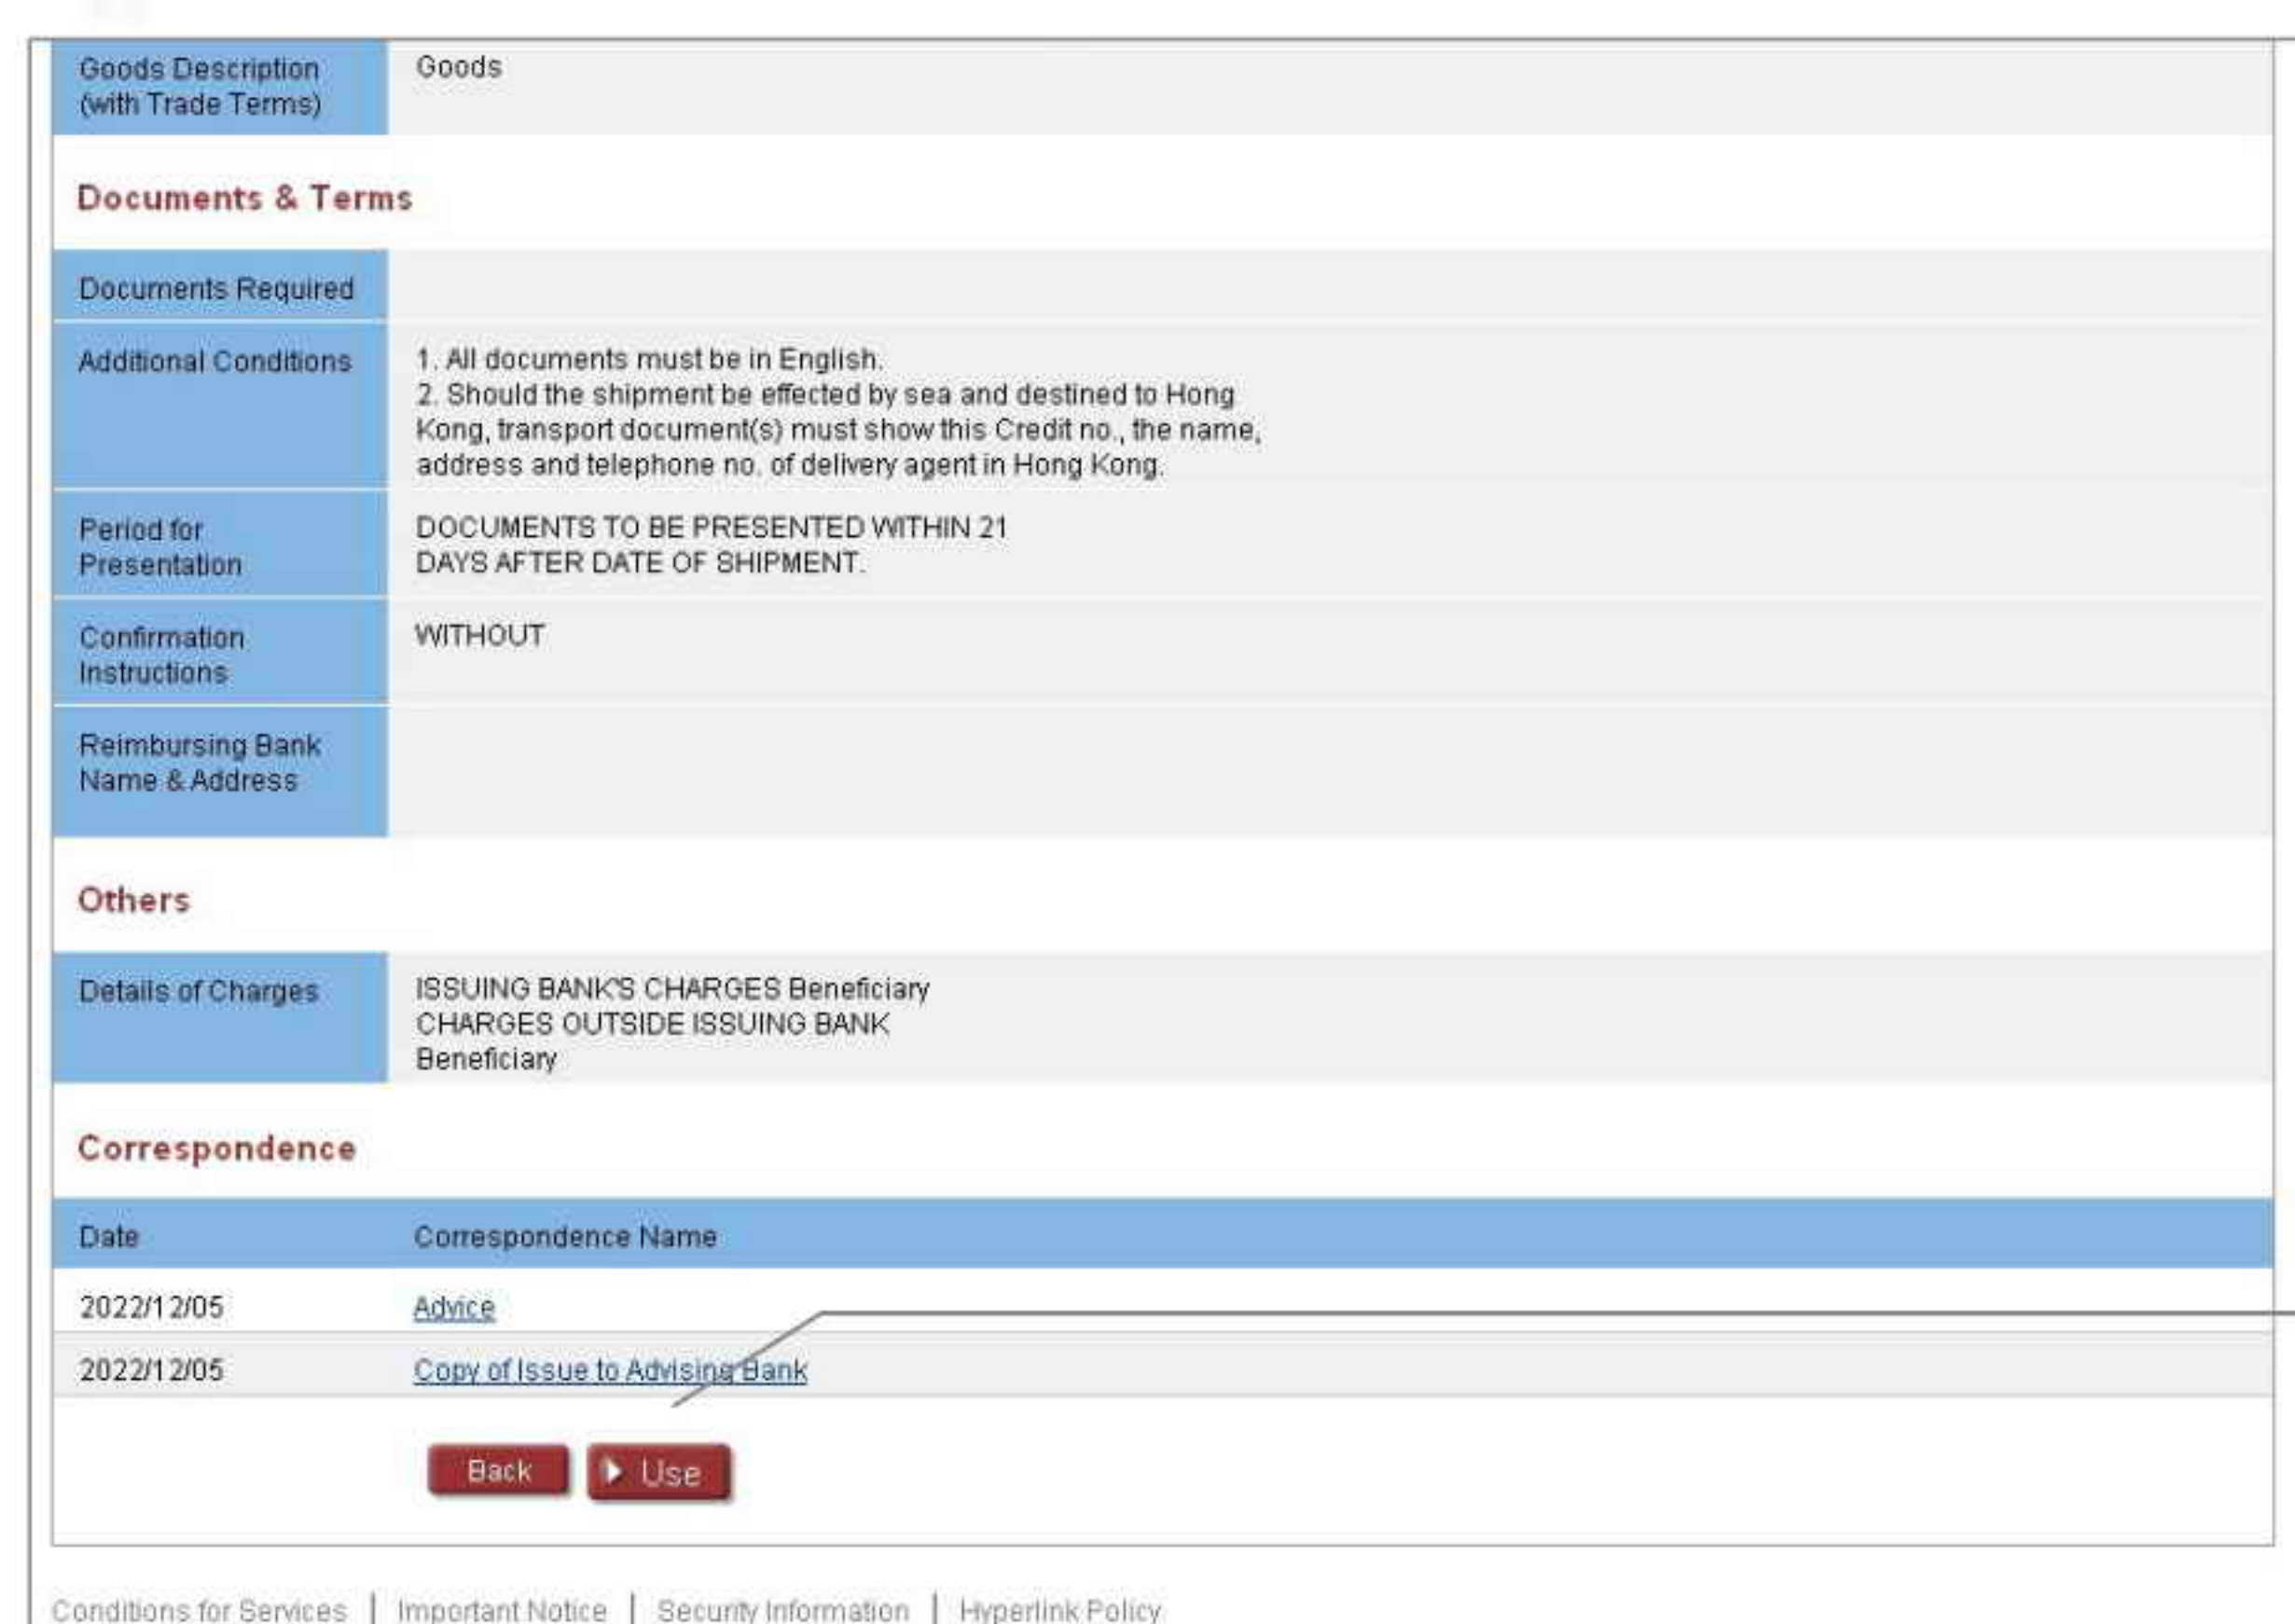 Goods Description
(with Trade Terms)
Goods
Documents & Terms
Documents Required
Additional Conditions
1. All documents must be in English.
2. Should the shipment be effected by sea and destined to Hong
Kong, transport document(s) must show this Credit no., the name,
address and telephone no. of delivery agent in Hong Kong.
Period for
Presentation
DOCUMENTS TO BE PRESENTED WITHIN 21
DAYS AFTER DATE OF SHIPMENT.
Confirmation
Instructions
WITHOUT
Reimbursing Bank
Name & Address
Others
Details of Charges
ISSUING BANK'S CHARGES Beneficiary
CHARGES OUTSIDE ISSUING BANK
Beneficiary
Correspondence
Date Correspondence Name
2022/12/05 Advice
2022/12/05 Copy of Issue to Advising Bank
Back Use
Conditions for Services | Important Notice | Security Information | Hyperlink Policy